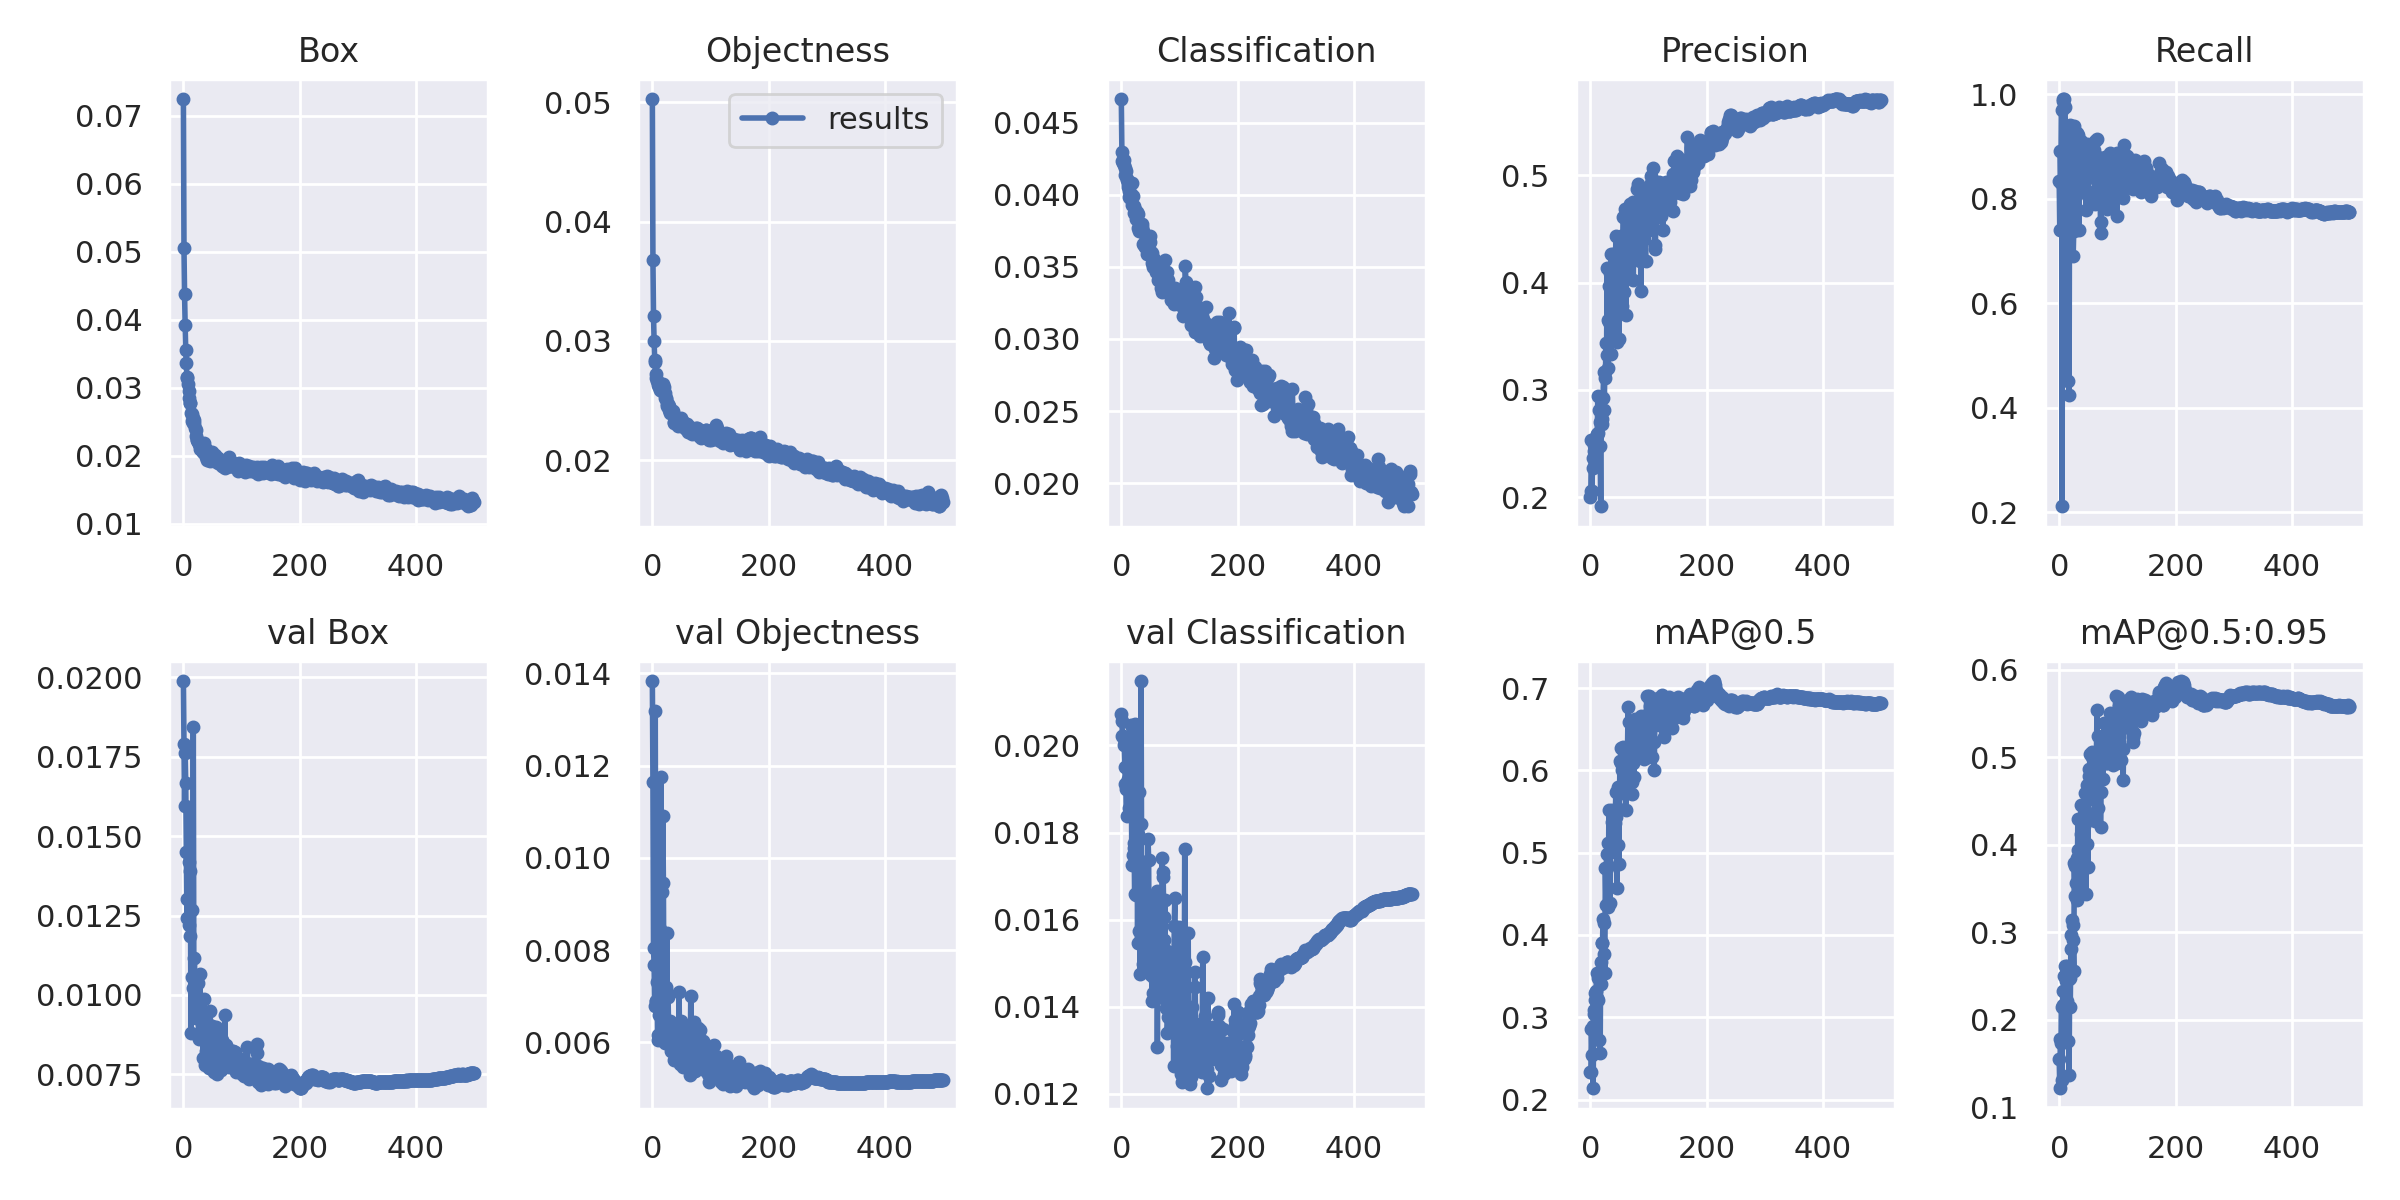 Box
Objectness
Classification
Precision
Recall
0.07
0.06
0.05
0.04
0.03
0.02
0.01
0 200 400
results
0.05
0.04
0.03
0.02
0 200 400
0.045
0.040
0.035
0.030
0.025
0.020
0 200 400
0.5
0.4
0.3
0.2
0 200 400
1.0
0.8
0.6
0.4
0.2
0 200 400
val Box
val Objectness
val Classification
mAP@0.5
mAP@0.5:0.95
0.0200
0.0175
0.0150
0.0125
0.0100
0.0075
0 200 400
0.014
0.012
0.010
0.008
0.006
0 200 400
0.020
0.018
0.016
0.014
0.012
0 200 400
0.7
0.6
0.5
0.4
0.3
0.2
0 200 400
0.6
0.5
0.4
0.3
0.2
0.1
0 200 400